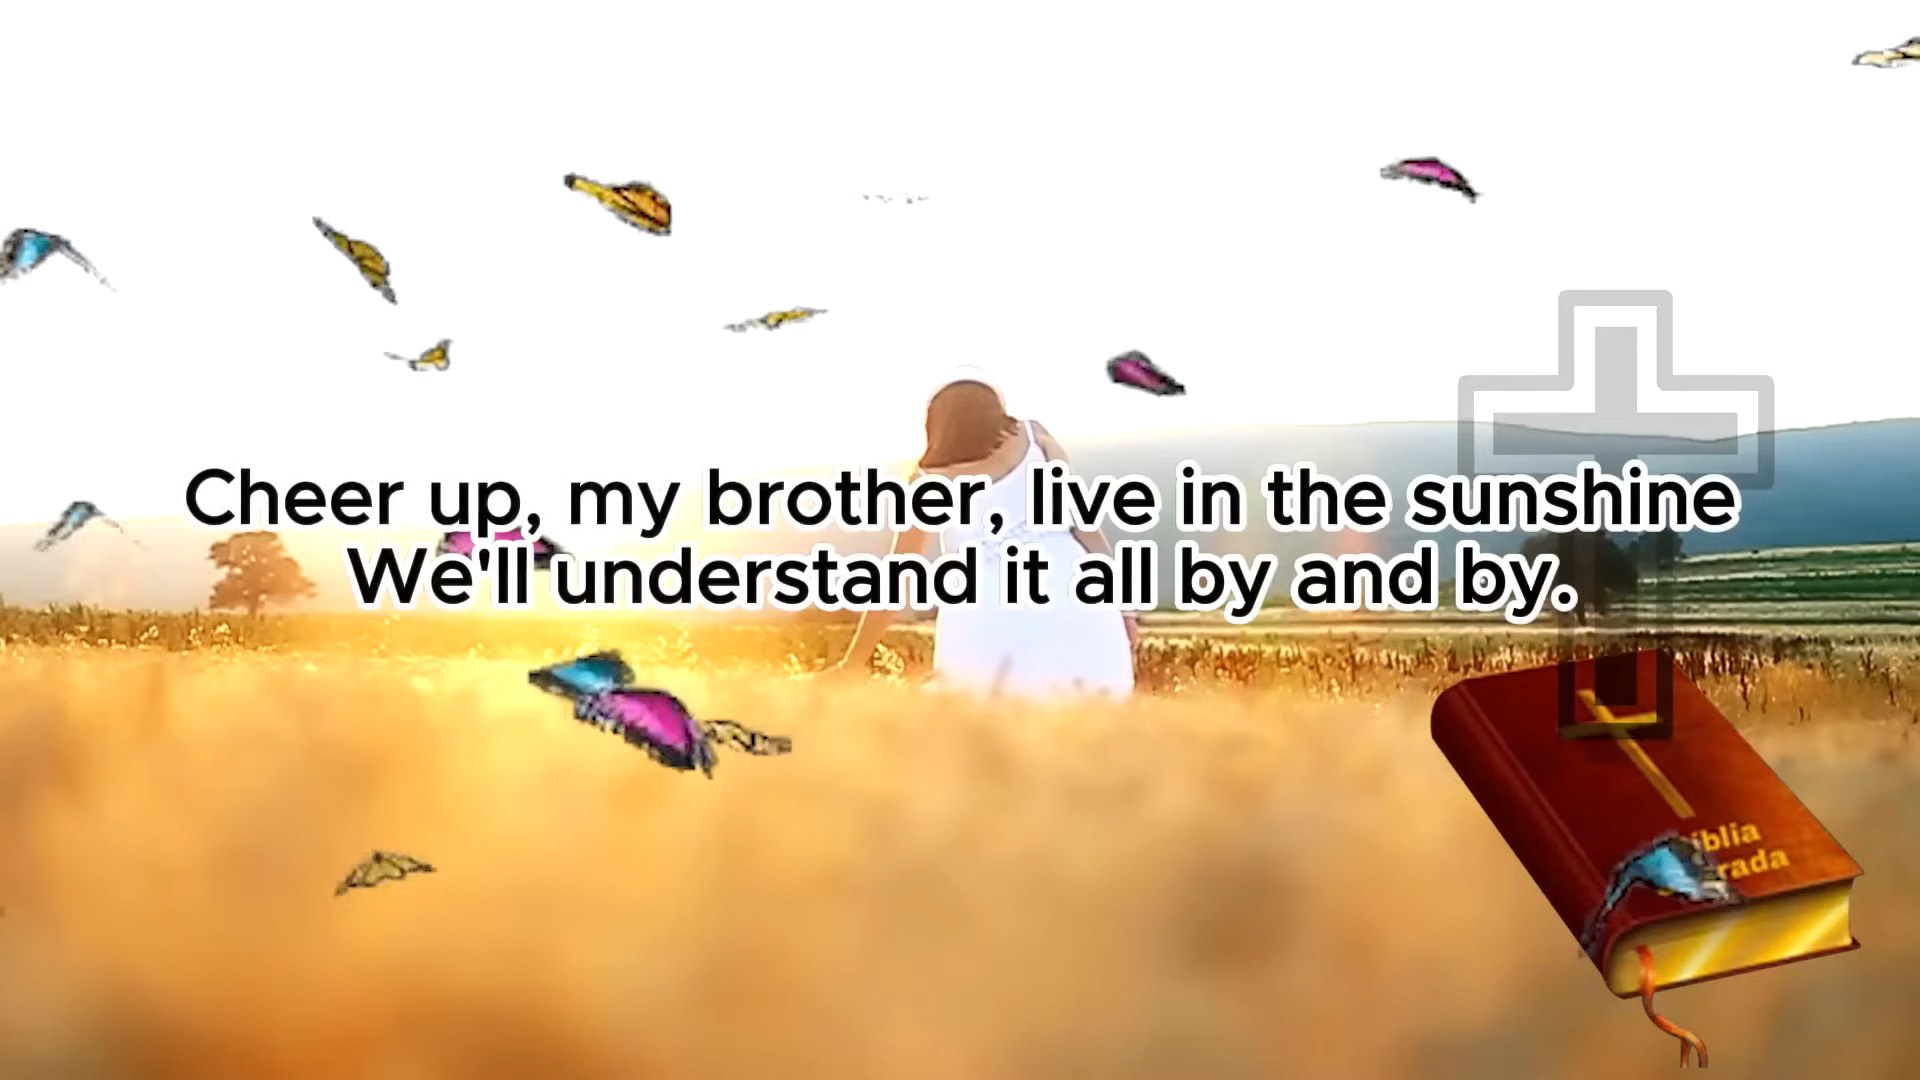 Cheer up, my brother, live in the sunshine
We'll understand it all by and by.